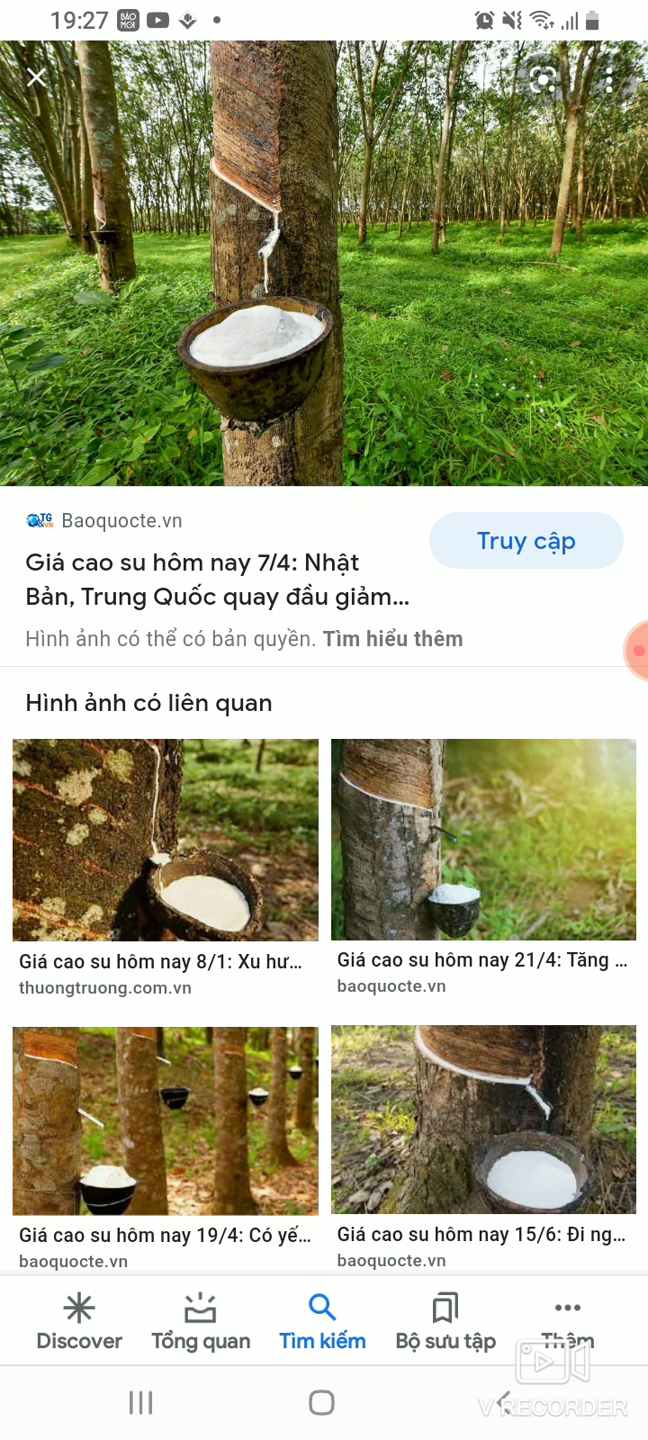 19:27
BÁO MỚI
TG &VN
Baoquocte.vn
Truy cập
Giá cao su hôm nay 7/4: Nhật
Bản, Trung Quốc quay đầu giảm...
Hình ảnh có thể có bản quyền. Tìm hiểu thêm
Hình ảnh có liên quan
Giá cao su hôm nay 8/1: Xu hư...
thuongtruong.com.vn
Giá cao su hôm nay 21/4: Tăng ...
baoquocte.vn
Giá cao su hôm nay 19/4: Có yế...
baoquocte.vn
Giá cao su hôm nay 15/6: Đi ng...
baoquocte.vn
Discover
Tổng quan
Tìm kiếm
Bộ sưu tập
Thêm
V RECORDER